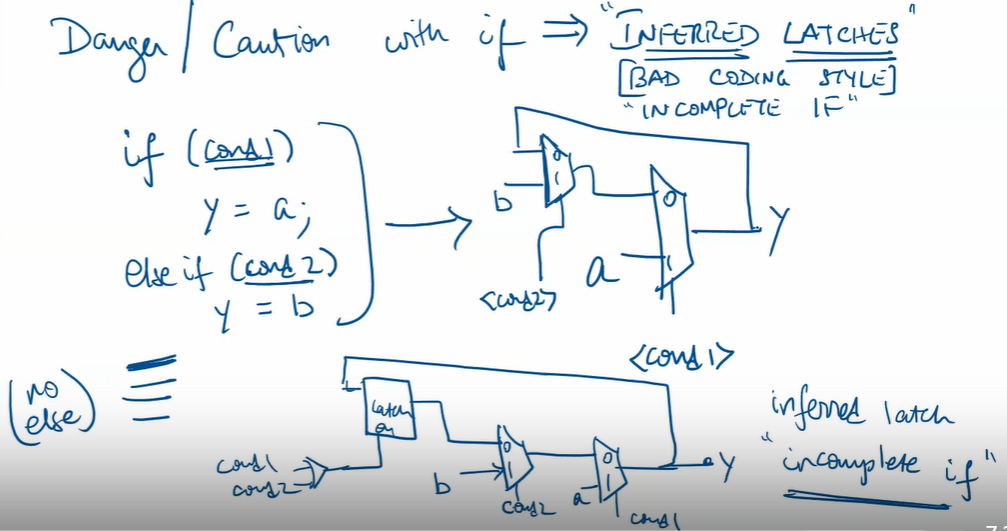 Danger / Caution with if ⇒ "INFERRED LATCHES"
[BAD CODING STYLE]
"INCOMPLETE IF"
if (cond1)
y = a;
else if (cond2)
y = b
(no else)
0
1
b
<cond2>
0
1
a
y
<cond1>
latch
en
cond1
cond2
b
0
1
cond2
0
1
a
cond1
y
inferred latch
"incomplete if"